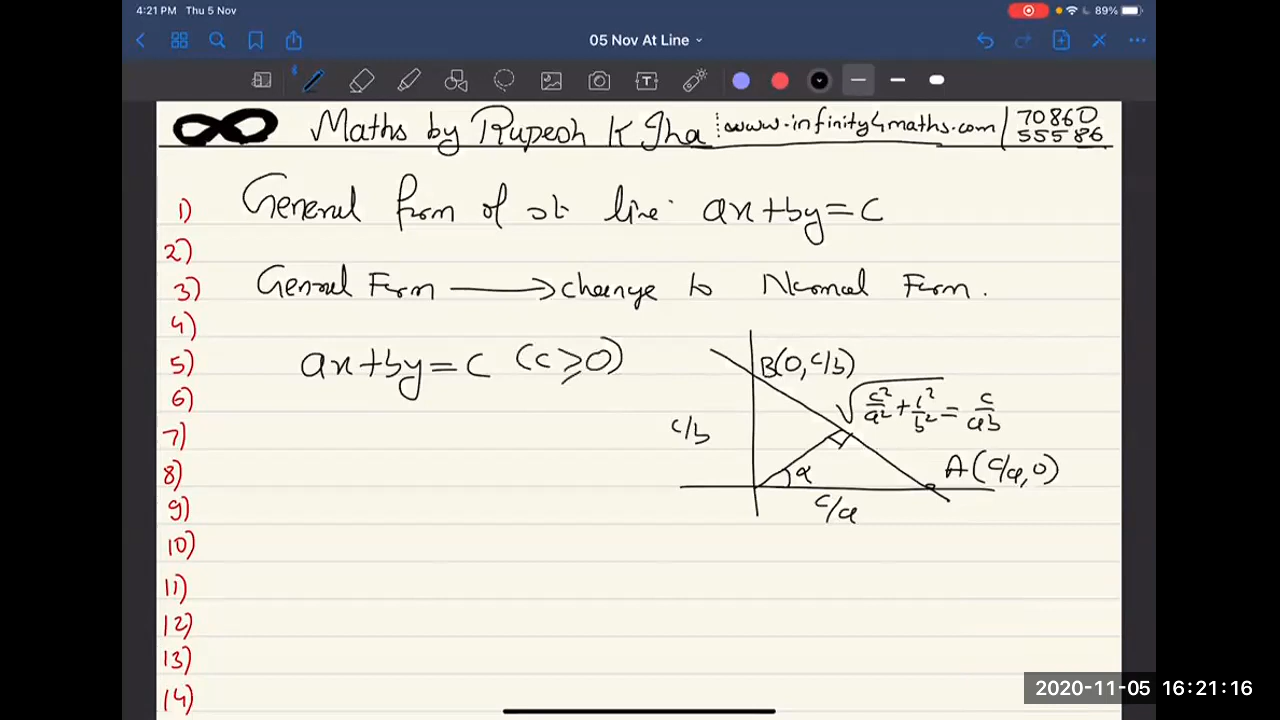 4:21 PM Thu 5 Nov
89%
05 Nov At Line
Maths by Rupesh K Jha www.infinity4maths.com 70860 55586
1) General form of st. line: ax+by=c
2)
3) General Form → change to Normal Form.
4)
5) ax+by=c (c≥0)
B(0, c/b)
6)
√(c²/a² + c²/b²) = c/ab
7)
c/b
8)
α
A(c/a, 0)
9)
c/a
10)
11)
12)
13)
14)
2020-11-05 16:21:16